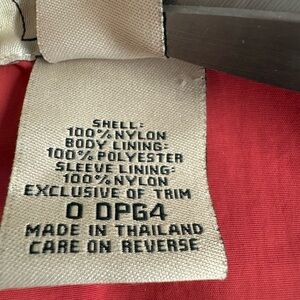 SHELL:
100% NYLON
BODY LINING:
100% POLYESTER
SLEEVE LINING:
100% NYLON
EXCLUSIVE OF TRIM
0 DPG4
MADE IN THAILAND
CARE ON REVERSE